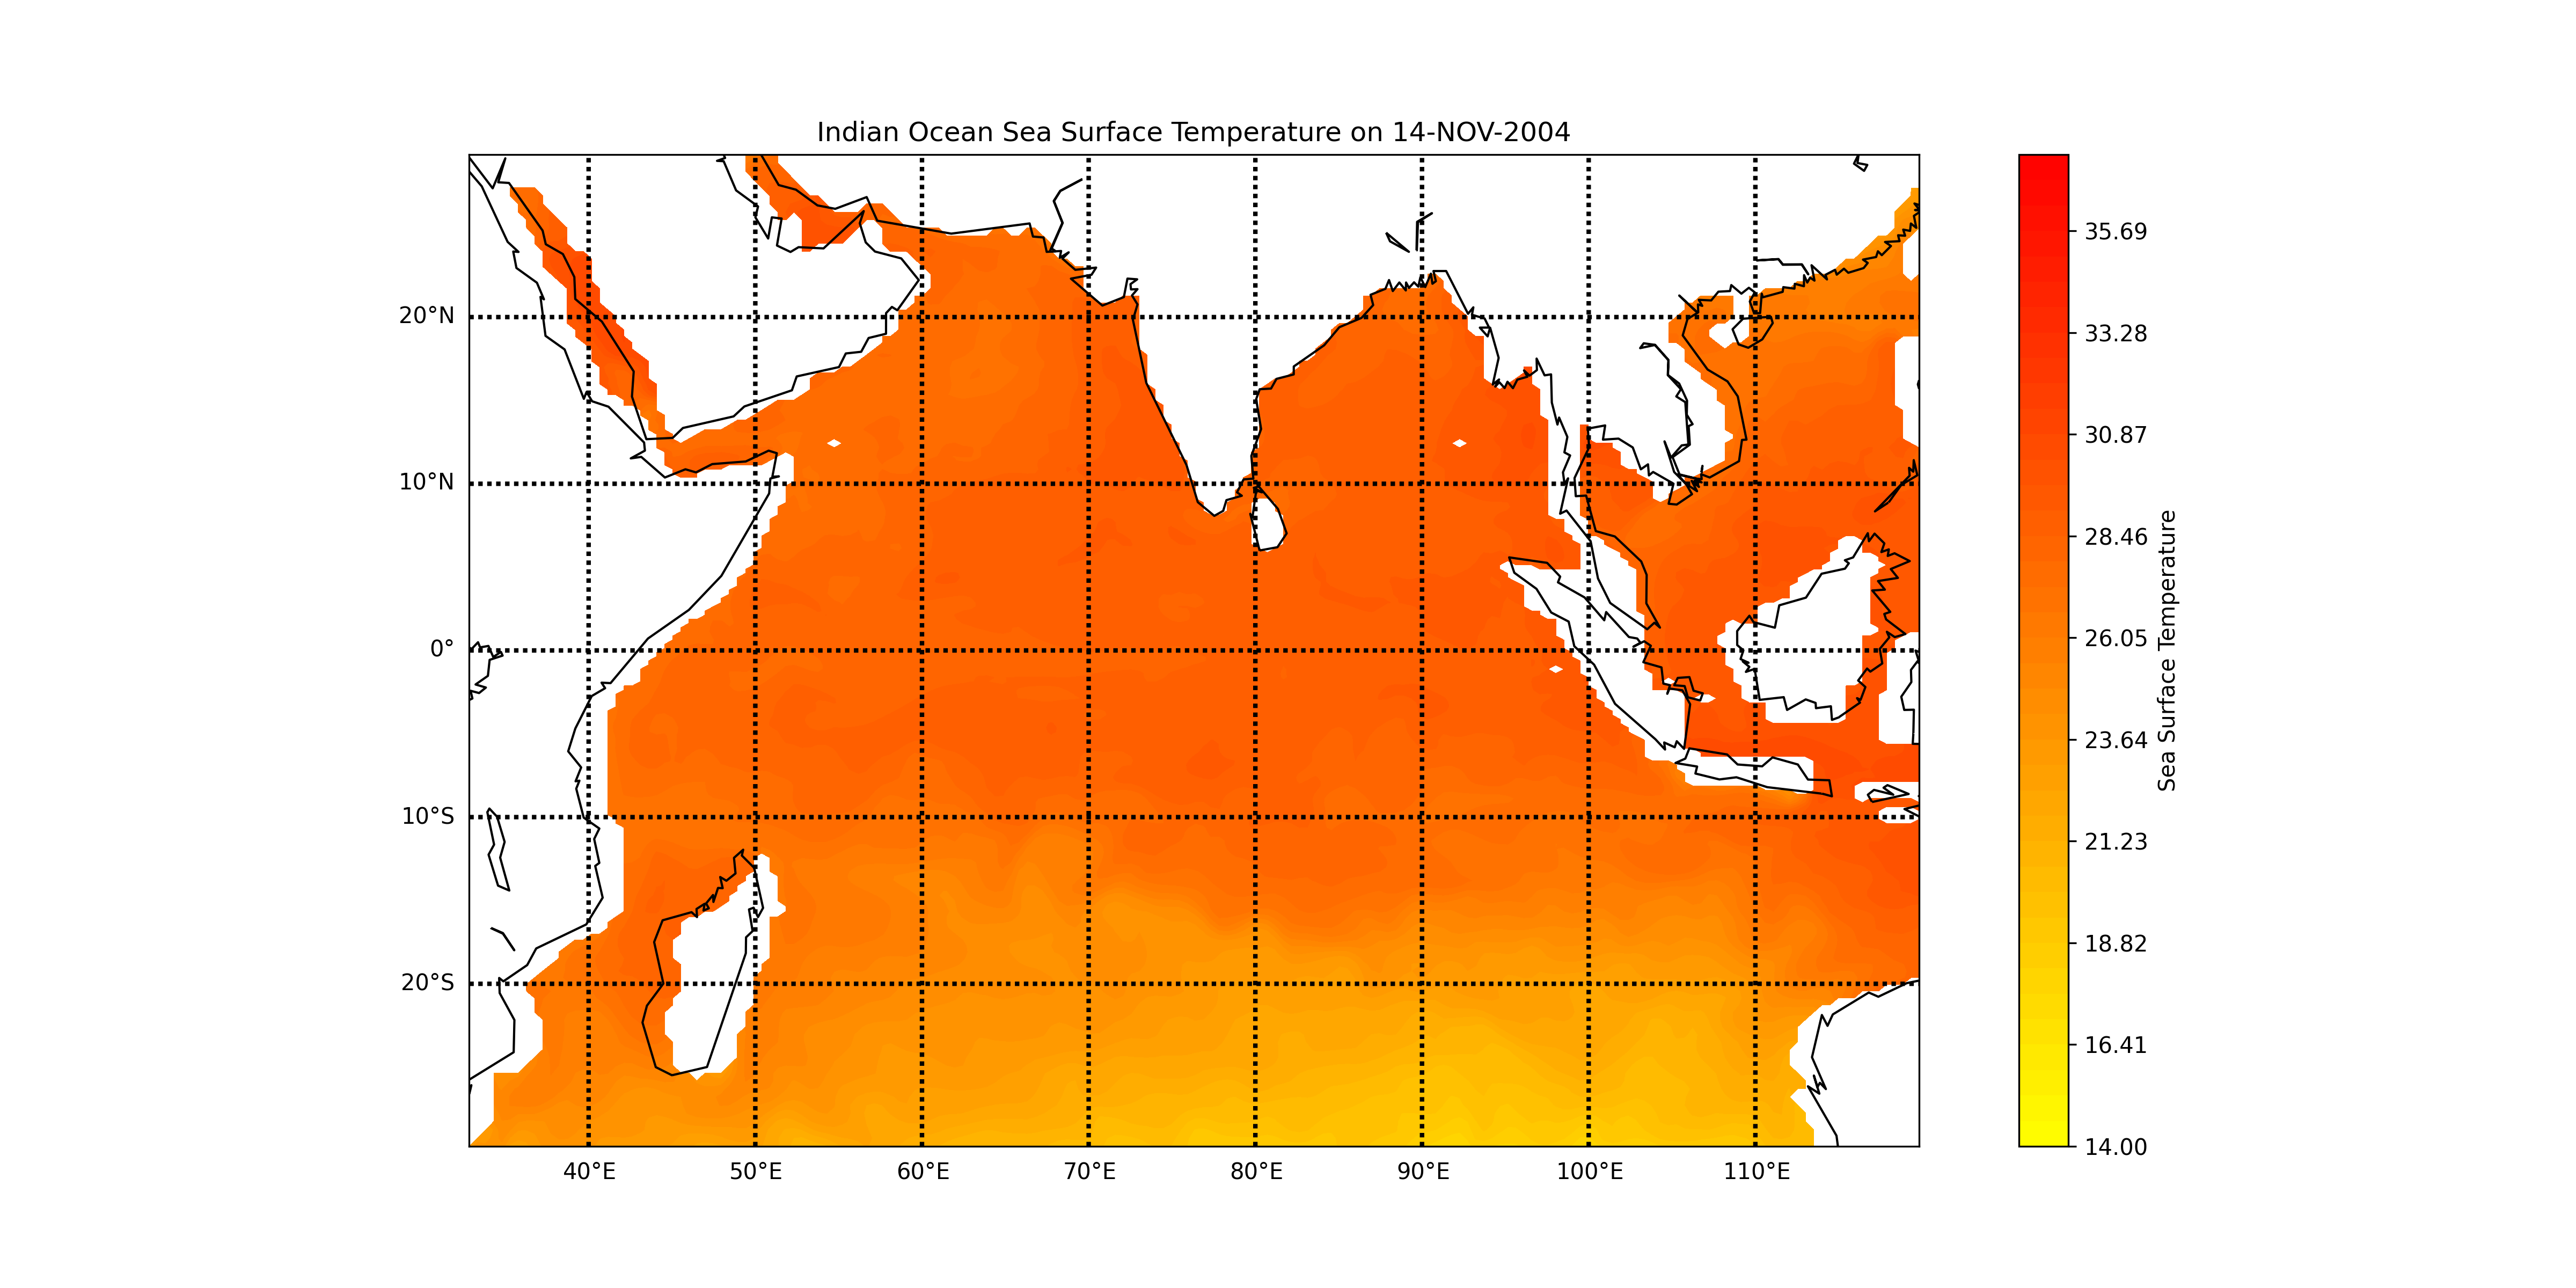 Indian Ocean Sea Surface Temperature on 14-NOV-2004
20°N
10°N
0°
10°S
20°S
40°E
50°E
60°E
70°E
80°E
90°E
100°E
110°E
35.69
33.28
30.87
28.46
26.05
23.64
21.23
18.82
16.41
14.00
Sea Surface Temperature